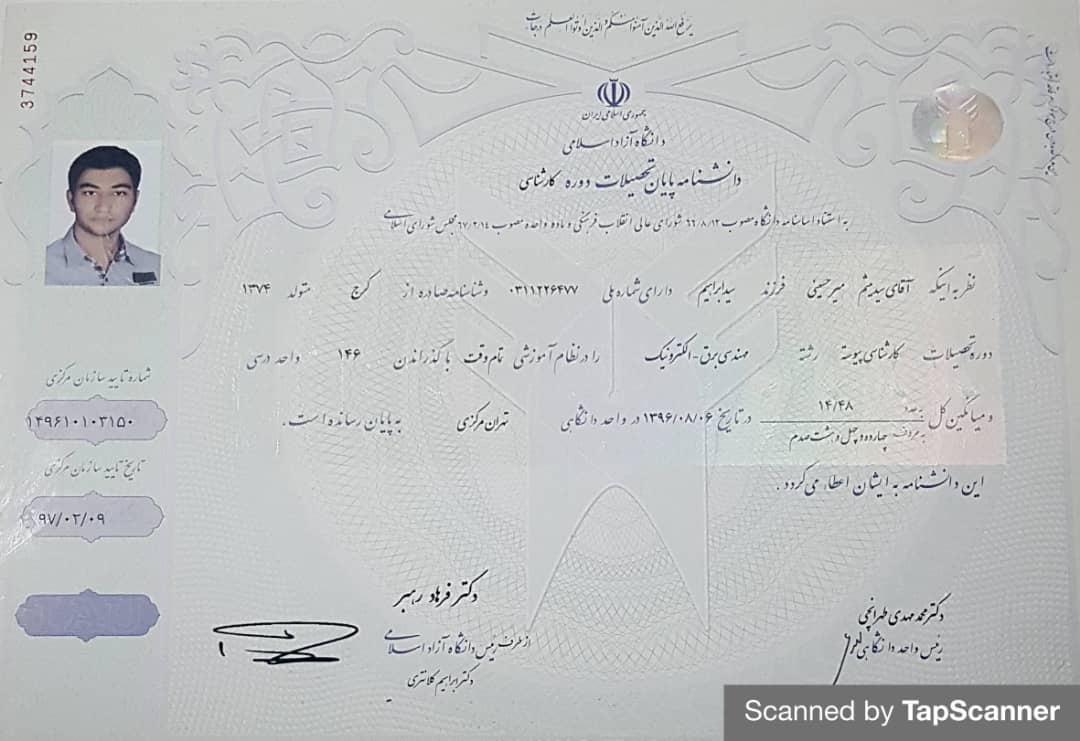 3744159
یرفع الله الذین آمنوا منکم والذین اوتوا العلم درجات
جمهوری اسلامی ایران
دانشگاه آزاد اسلامی
دانشنامه پایان تحصیلات دوره کارشناسی
به استناد اساسنامه دانشگاه مصوب ۶۲/۸/۱۲ شورای عالی انقلاب فرهنگی و ماده واحده مصوب ۶۷/۲/۱۴ مجلس شورای اسلامی
نظر به اینکه آقای سیدمیثم میرحسینی فرزند سیدابراهیم دارای شماره ملی ۰۳۱۱۲۲۶۴۷۷ و شناسنامه صادره از کرج متولد ۱۳۷۴
دوره تحصیلات کارشناسی پیوسته رشته مهندسی برق - الکترونیک را در نظام آموزشی تمام وقت با گذراندن ۱۴۶ واحد درسی
و میانگین کل به عدد ۱۴/۴۸ به حروف چهارده و چهل و هشت صدم در تاریخ ۱۳۹۶/۰۸/۰۶ در واحد دانشگاهی تهران مرکزی به پایان رسانده است.
این دانشنامه به ایشان اعطاء می‌گردد.
شماره تایید سازمان مرکزی
۱۴۹۶۱۰۱۰۳۱۵۰
تاریخ تایید سازمان مرکزی
۹۷/۰۲/۰۹
دکتر محمد مهدی طهرانچی
رئیس واحد دانشگاهی
دکتر فرهاد رهبر
از طرف رئیس دانشگاه آزاد اسلامی
دکتر ابراهیم کلانتری
Scanned by TapScanner